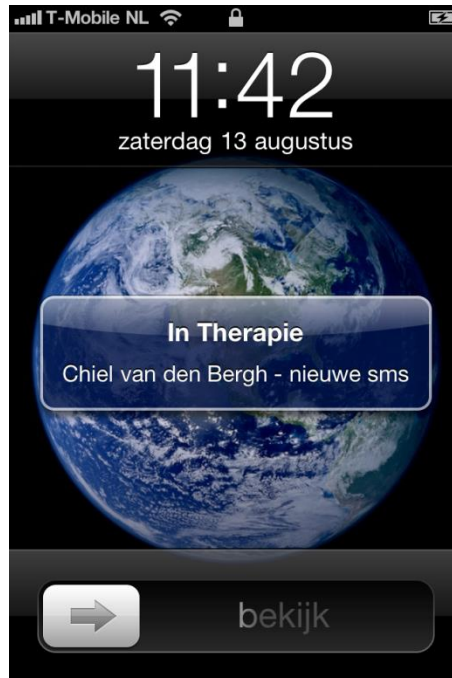 T-Mobile NL
11:42
zaterdag 13 augustus
In Therapie
Chiel van den Bergh - nieuwe sms
bekijk